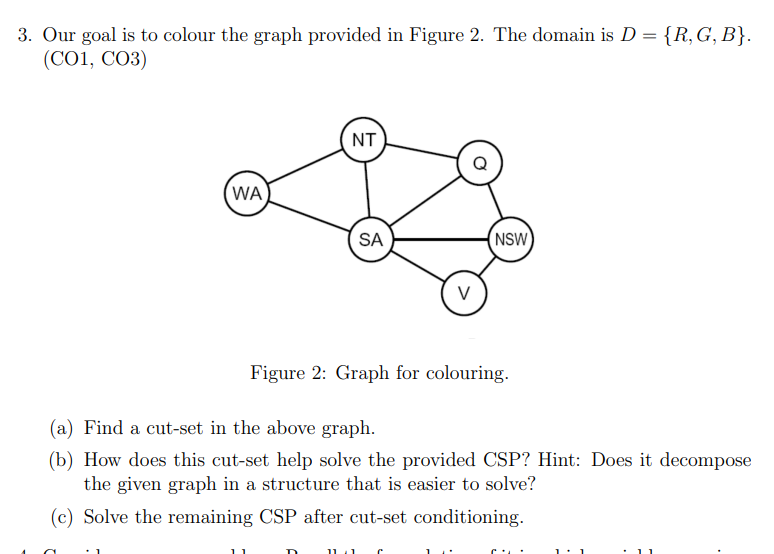 3. Our goal is to colour the graph provided in Figure 2. The domain is D = {R, G, B}.
(CO1, CO3)
NT
Q
WA
SA
NSW
V
Figure 2: Graph for colouring.
(a) Find a cut-set in the above graph.
(b) How does this cut-set help solve the provided CSP? Hint: Does it decompose
the given graph in a structure that is easier to solve?
(c) Solve the remaining CSP after cut-set conditioning.